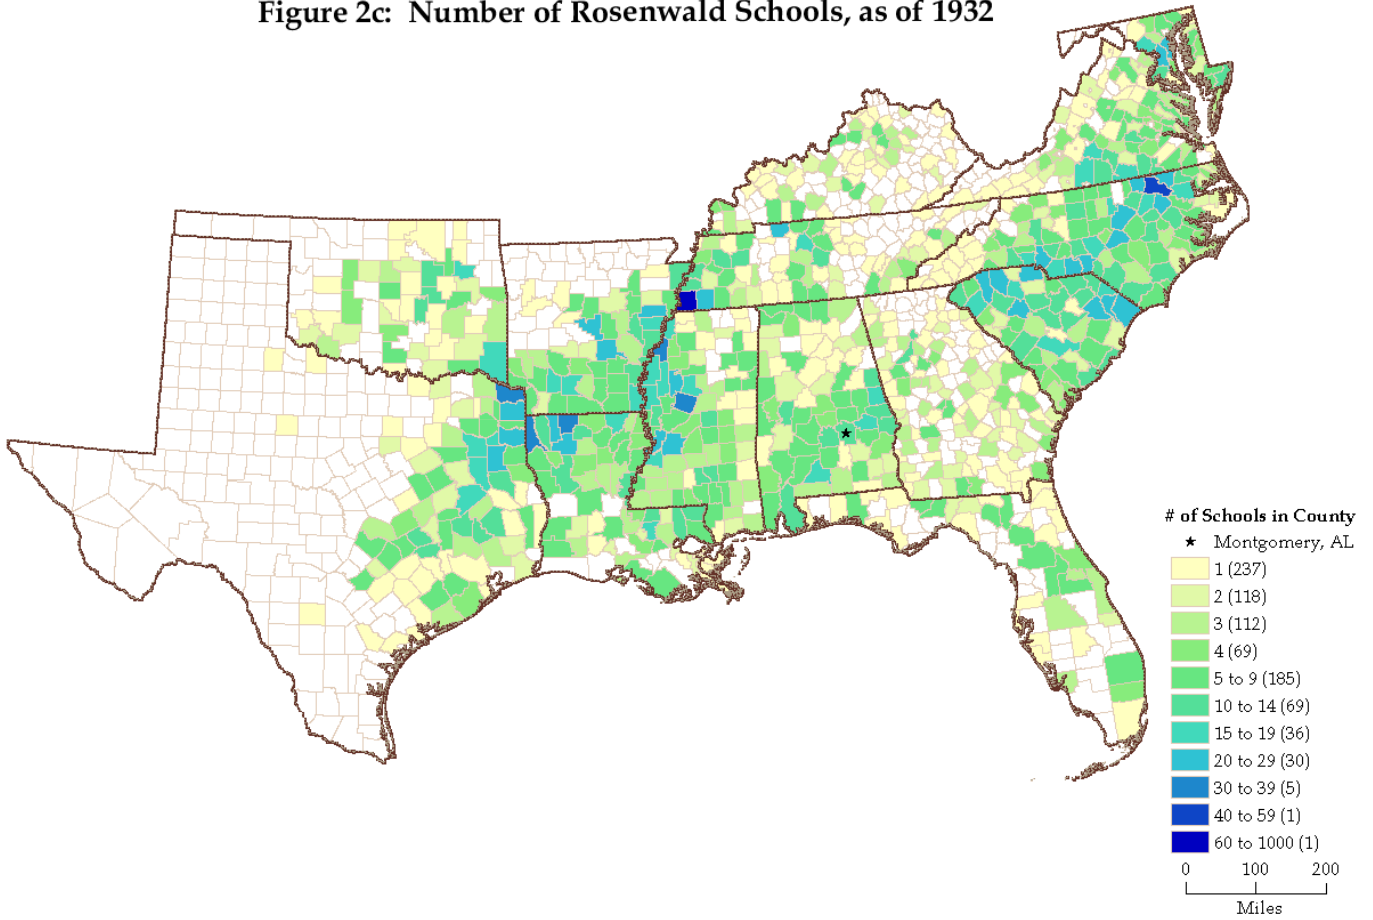 Figure 2c: Number of Rosenwald Schools, as of 1932
# of Schools in County
★ Montgomery, AL
1 (237)
2 (118)
3 (112)
4 (69)
5 to 9 (185)
10 to 14 (69)
15 to 19 (36)
20 to 29 (30)
30 to 39 (5)
40 to 59 (1)
60 to 1000 (1)
0 100 200
Miles